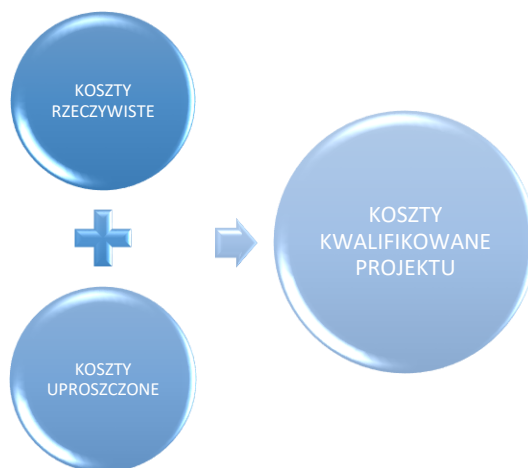 KOSZTY
RZECZYWISTE
KOSZTY
KWALIFIKOWANE
PROJEKTU
KOSZTY
UPROSZCZONE